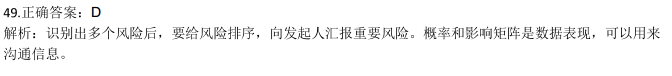 49.正确答案：D
解析：识别出多个风险后，要给风险排序，向发起人汇报重要风险。概率和影响矩阵是数据表现，可以用来
沟通信息。